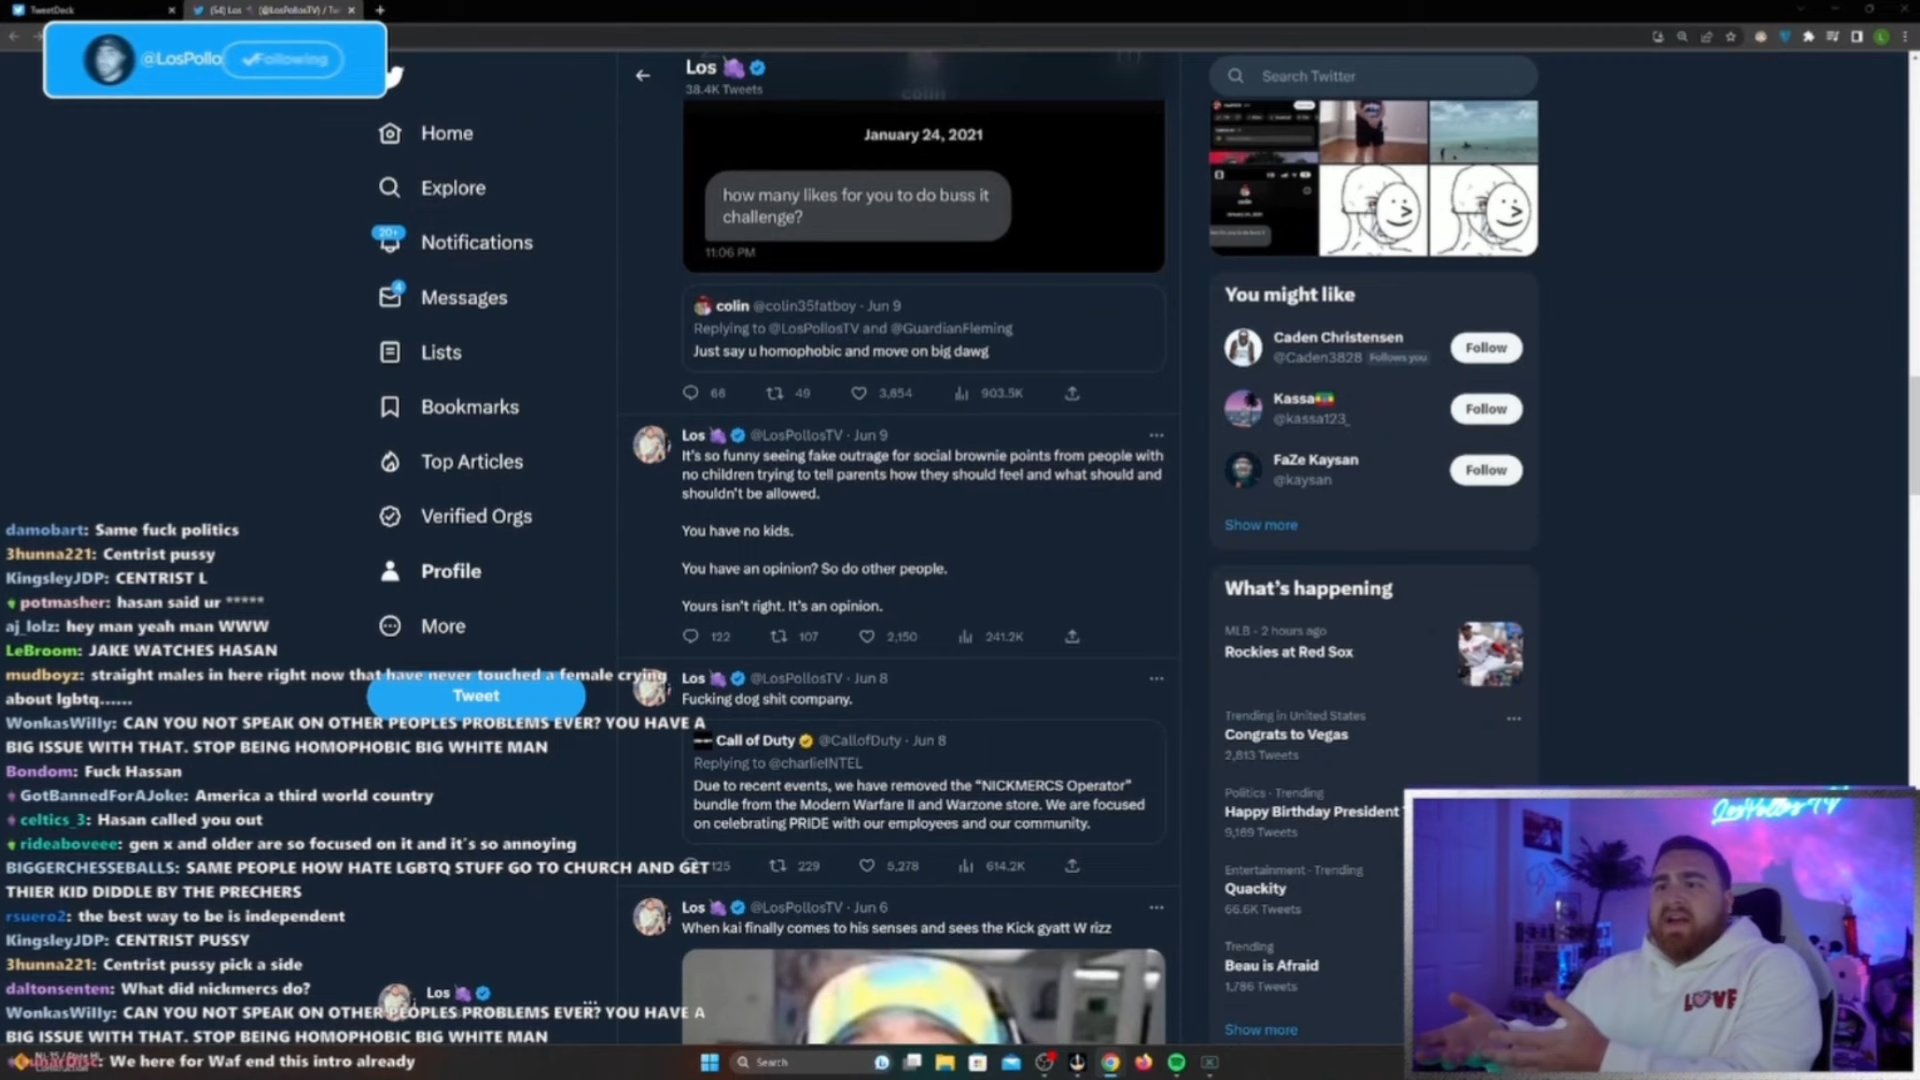 TweetDeck
(54) Los (@LosPollosTV) / Tw
@LosPollo
Following
Home
Explore
20+
Notifications
4
Messages
Lists
Bookmarks
Top Articles
Verified Orgs
Profile
More
Tweet
Los
damobart: Same fuck politics
3hunna221: Centrist pussy
KingsleyJDP: CENTRIST L
potmasher: hasan said ur *****
aj_lolz: hey man yeah man WWW
LeBroom: JAKE WATCHES HASAN
mudboyz: straight males in here right now that have never touched a female crying
about lgbtq......
WonkasWilly: CAN YOU NOT SPEAK ON OTHER PEOPLES PROBLEMS EVER? YOU HAVE A
BIG ISSUE WITH THAT. STOP BEING HOMOPHOBIC BIG WHITE MAN
Bondom: Fuck Hassan
GotBannedForAJoke: America a third world country
celtics_3: Hasan called you out
rideaboveee: gen x and older are so focused on it and it's so annoying
BIGGERCHESSEBALLS: SAME PEOPLE HOW HATE LGBTQ STUFF GO TO CHURCH AND GET
THIER KID DIDDLE BY THE PRECHERS
rsuero2: the best way to be is independent
KingsleyJDP: CENTRIST PUSSY
3hunna221: Centrist pussy pick a side
daltonsenten: What did nickmercs do?
WonkasWilly: CAN YOU NOT SPEAK ON OTHER PEOPLES PROBLEMS EVER? YOU HAVE A
BIG ISSUE WITH THAT. STOP BEING HOMOPHOBIC BIG WHITE MAN
We here for Waf end this intro already
Los
38.4K Tweets
colin
January 24, 2021
how many likes for you to do buss it
challenge?
11:06 PM
colin @colin35fatboy · Jun 9
Replying to @LosPollosTV and @GuardianFleming
Just say u homophobic and move on big dawg
66 49 3,654 903.5K
Los @LosPollosTV · Jun 9
It's so funny seeing fake outrage for social brownie points from people with
no children trying to tell parents how they should feel and what should and
shouldn't be allowed.
You have no kids.
You have an opinion? So do other people.
Yours isn't right. It's an opinion.
122 107 2,150 241.2K
Los @LosPollosTV · Jun 8
Fucking dog shit company.
Call of Duty @CallofDuty · Jun 8
Replying to @charlieINTEL
Due to recent events, we have removed the "NICKMERCS Operator"
bundle from the Modern Warfare II and Warzone store. We are focused
on celebrating PRIDE with our employees and our community.
125 229 5,278 614.2K
Los @LosPollosTV · Jun 6
When kai finally comes to his senses and sees the Kick gyatt W rizz
Search Twitter
You might like
Caden Christensen
@Caden3828 Follows you
Follow
Kassa
@kassa123_
Follow
FaZe Kaysan
@kaysan
Follow
Show more
What's happening
MLB · 2 hours ago
Rockies at Red Sox
Trending in United States
Congrats to Vegas
2,813 Tweets
Politics · Trending
Happy Birthday President
9,169 Tweets
Entertainment · Trending
Quackity
66.6K Tweets
Trending
Beau is Afraid
1,786 Tweets
Show more
LosPollosTV
LOVE
Search